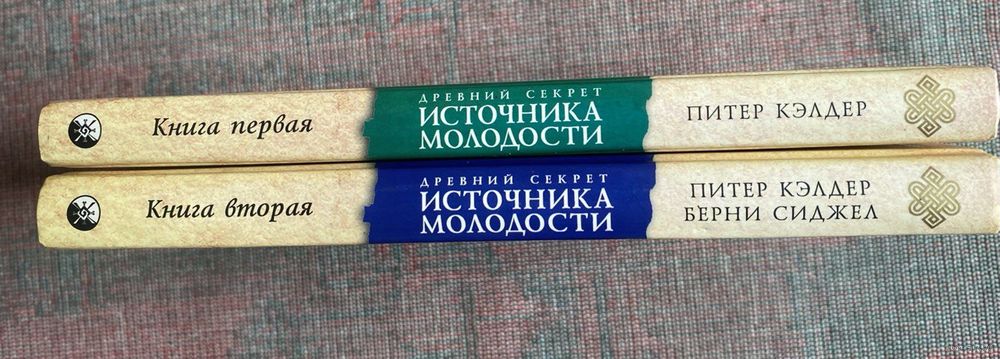 Книга первая
ДРЕВНИЙ СЕКРЕТ
ИСТОЧНИКА
МОЛОДОСТИ
ПИТЕР КЭЛДЕР
Книга вторая
ДРЕВНИЙ СЕКРЕТ
ИСТОЧНИКА
МОЛОДОСТИ
ПИТЕР КЭЛДЕР
БЕРНИ СИДЖЕЛ